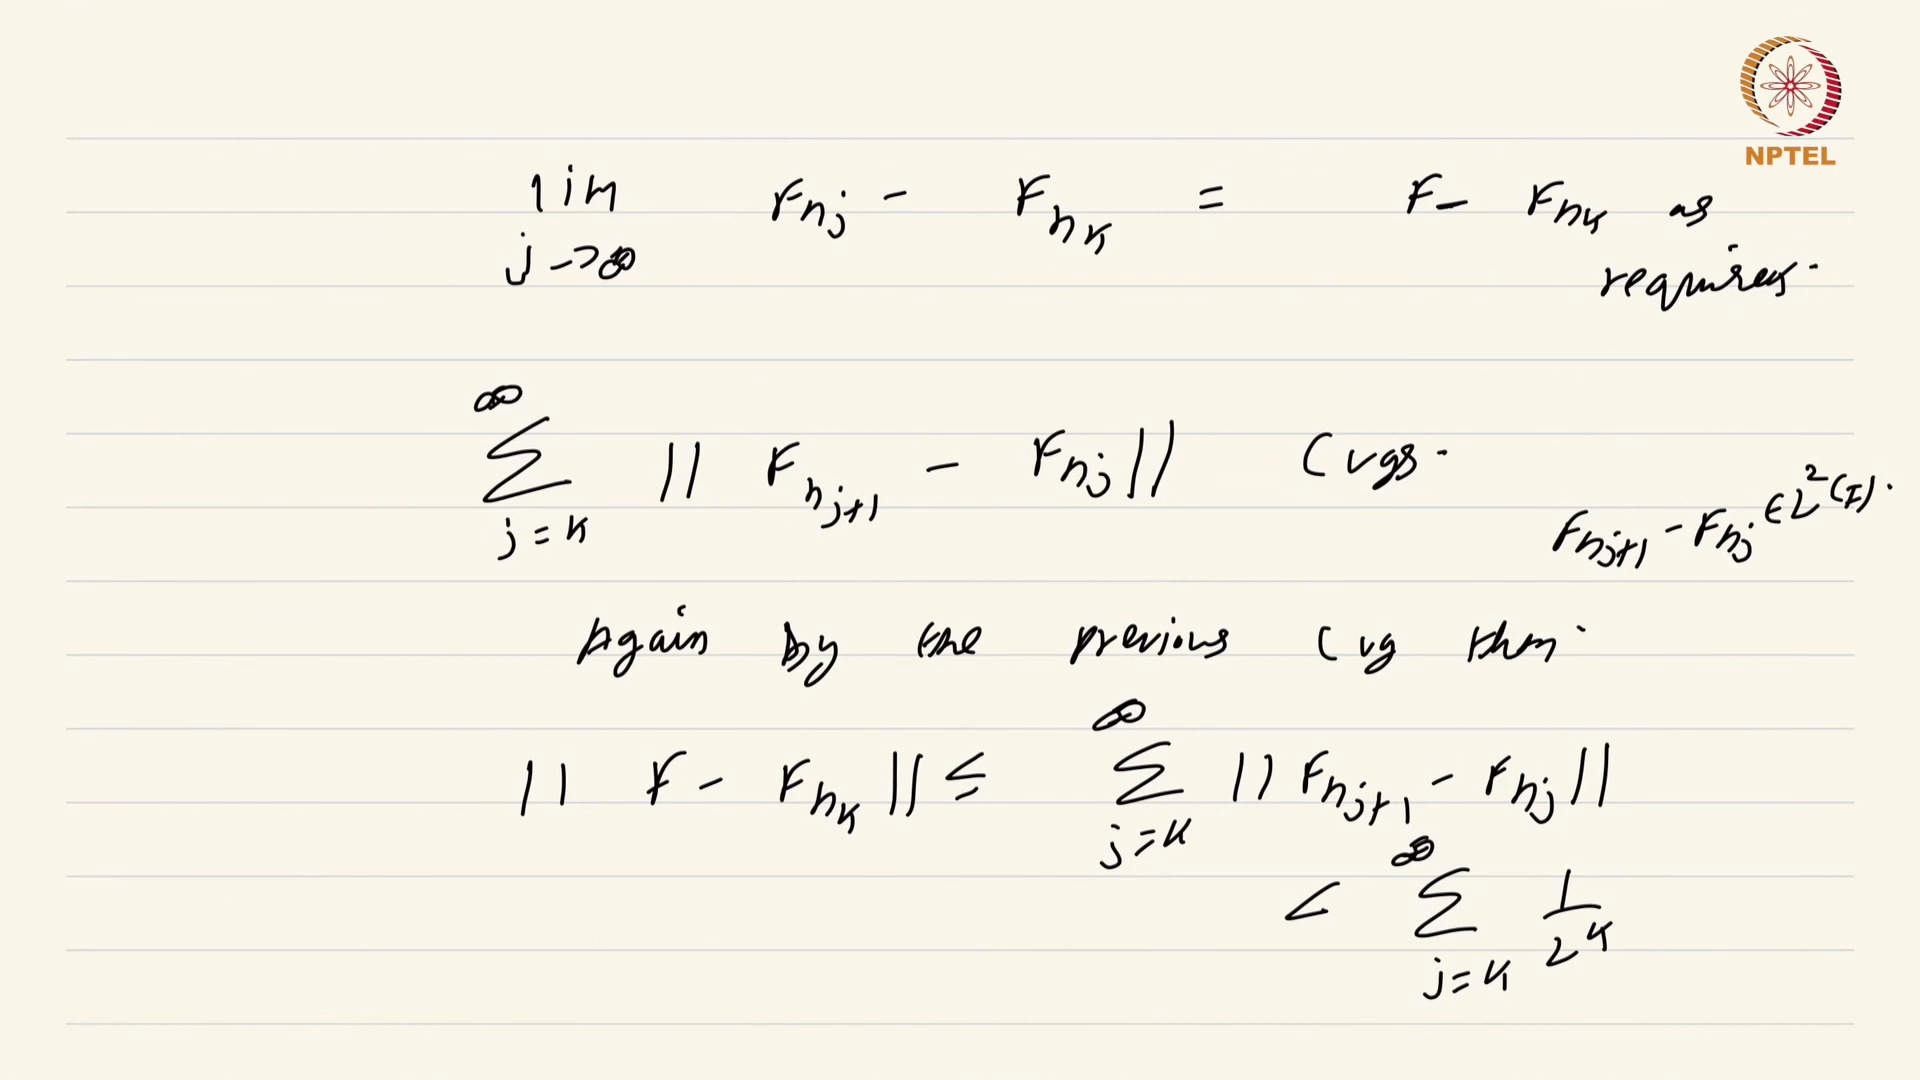 NPTEL
lim F_{n_j} - F_{n_k} = F - F_{n_k} as
j → ∞
required.
∞
∑ || F_{n_{j+1}} - F_{n_j} || Cvgs.
j = k
F_{n_{j+1}} - F_{n_j} ∈ L²(I).
Again by the previous Cvg thm.
|| F - F_{n_k} || ≤ ∑_{j=k}^{∞} || F_{n_{j+1}} - F_{n_j} ||
< ∑_{j=k}^{∞} 1/2^k